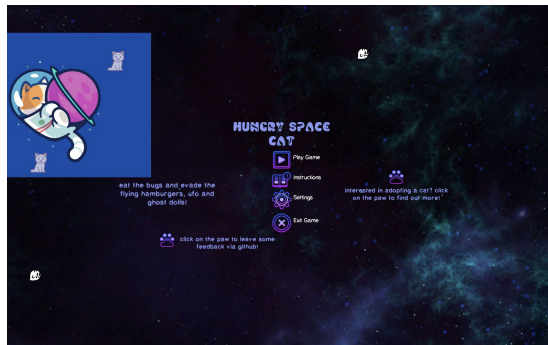 HUNGRY SPACE
CAT
Play Game
Instructions
Settings
Exit Game
eat the bugs and evade the
flying hamburgers, ufo and
ghost dolls!
click on the paw to leave some
feedback via github!
interested in adopting a cat? click
on the paw to find out more!